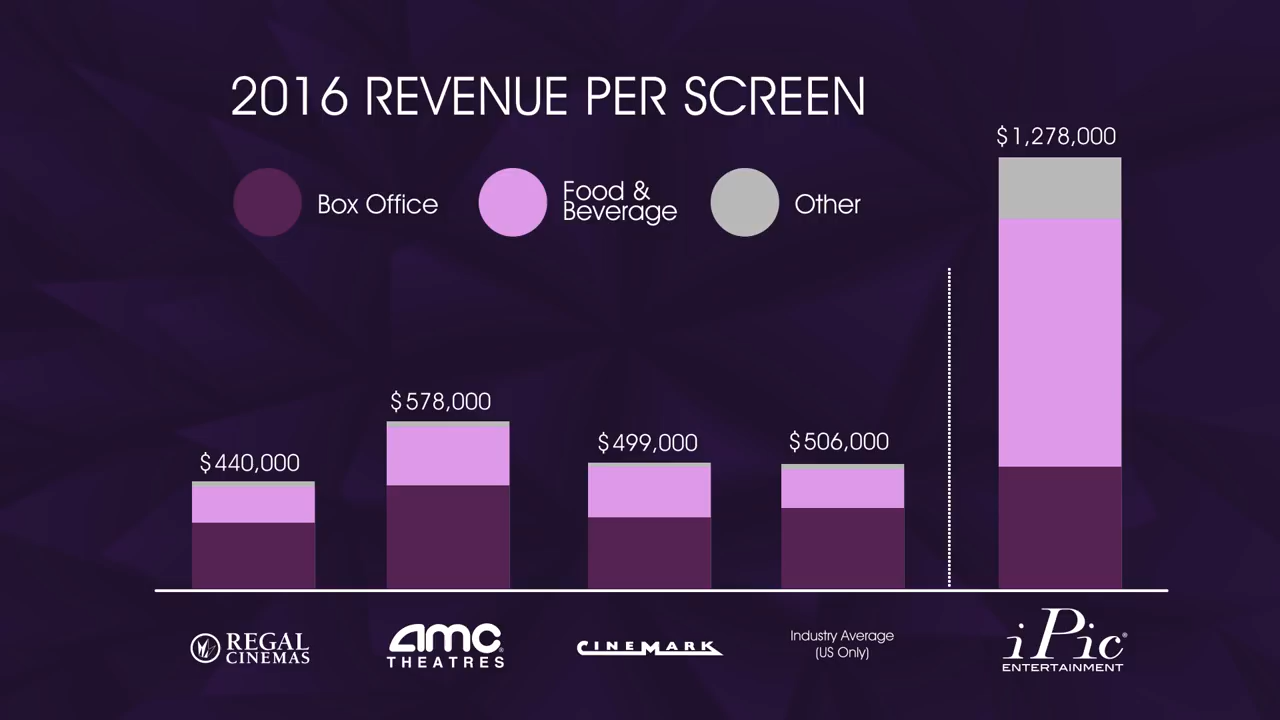 2016 REVENUE PER SCREEN
$1,278,000
Box Office
Food &
Beverage
Other
$578,000
$440,000
$499,000
$506,000
REGAL
CINEMAS
amc
THEATRES
CINEMARK
Industry Average
(US Only)
iPic®
ENTERTAINMENT